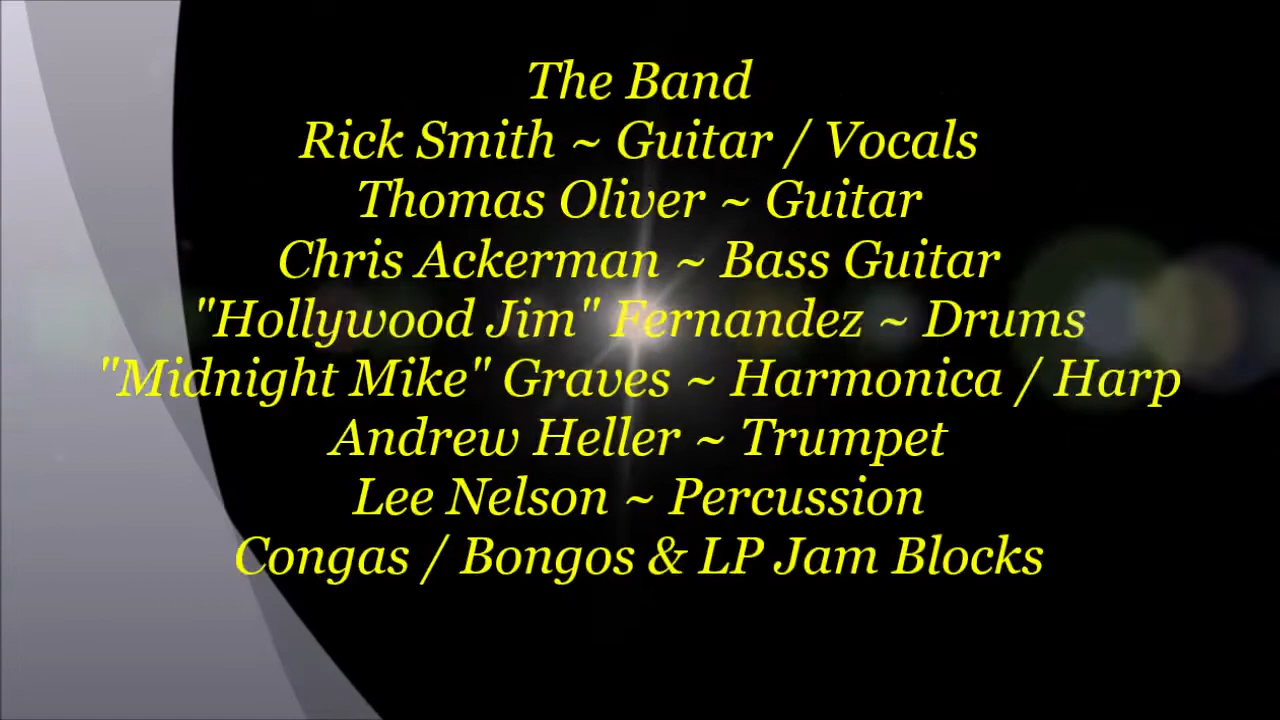 The Band
Rick Smith ~ Guitar / Vocals
Thomas Oliver ~ Guitar
Chris Ackerman ~ Bass Guitar
"Hollywood Jim" Fernandez ~ Drums
"Midnight Mike" Graves ~ Harmonica / Harp
Andrew Heller ~ Trumpet
Lee Nelson ~ Percussion
Congas / Bongos & LP Jam Blocks